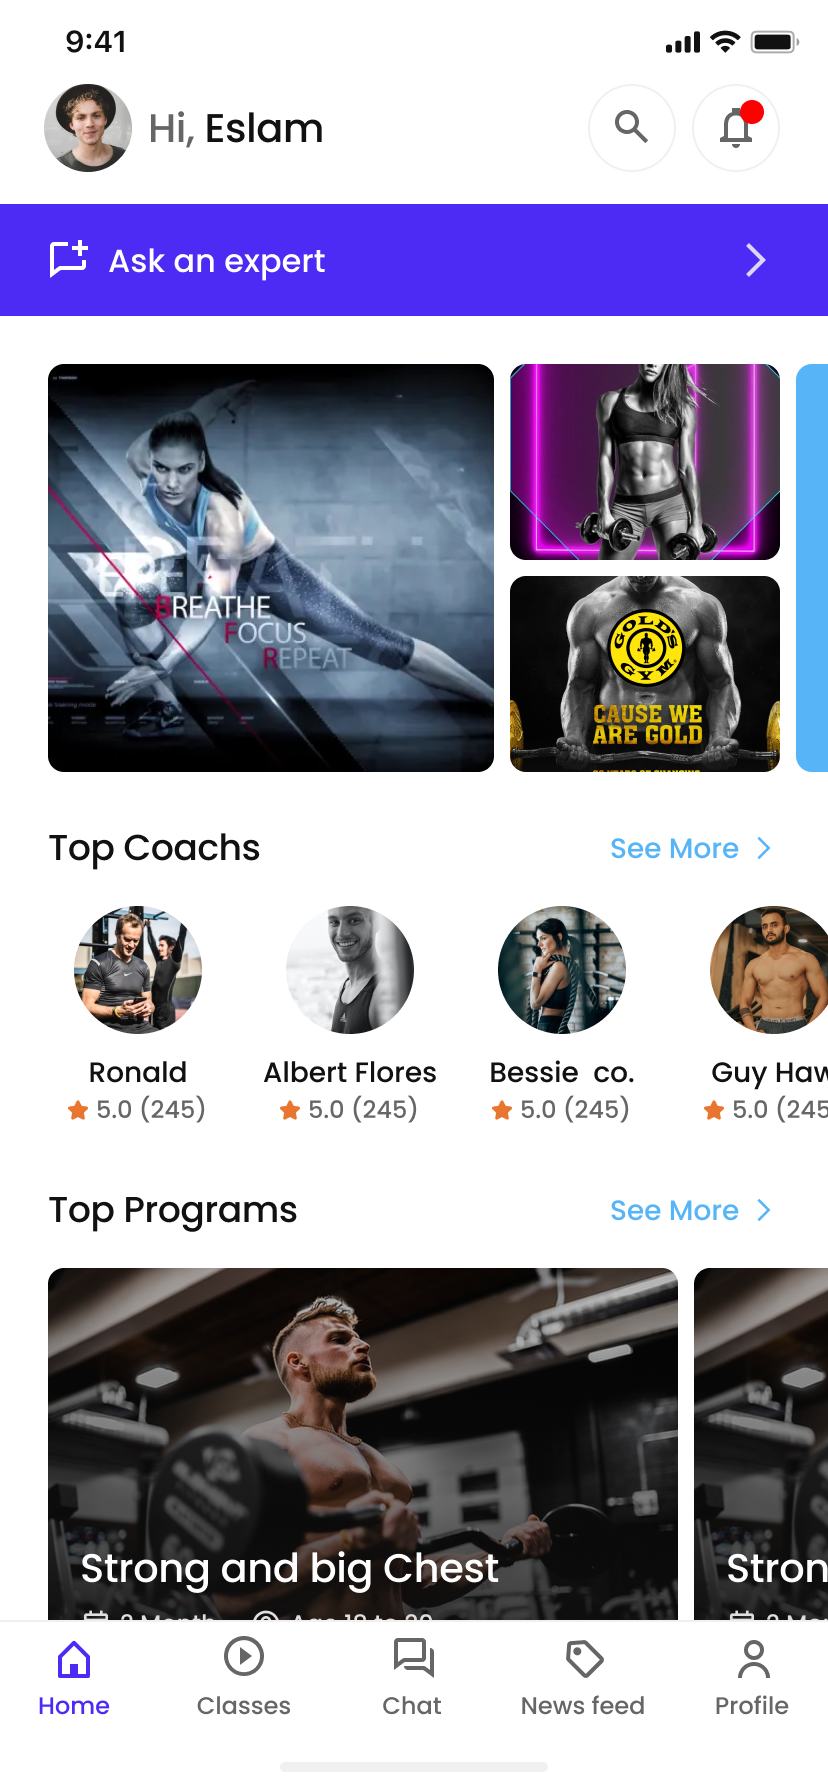 9:41
Hi, Eslam
Ask an expert
BREATHE
FOCUS
REPEAT
GOLD'S
GYM
CAUSE WE
ARE GOLD
Top Coachs
See More
Ronald
Albert Flores
Bessie co.
Guy Haw
5.0 (245)
5.0 (245)
5.0 (245)
5.0 (245
Top Programs
See More
Strong and big Chest
Stron
Home
Classes
Chat
News feed
Profile